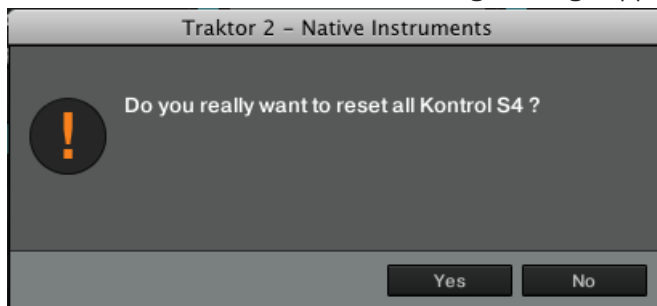 Traktor 2 – Native Instruments
Do you really want to reset all Kontrol S4 ?
Yes
No